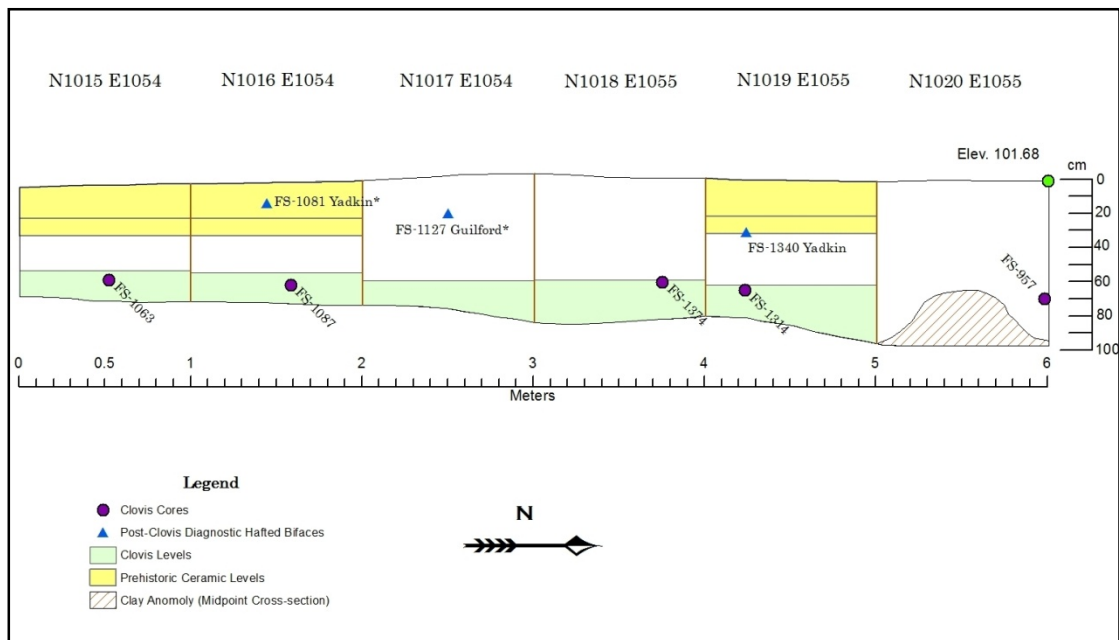 N1015 E1054 N1016 E1054 N1017 E1054 N1018 E1055 N1019 E1055 N1020 E1055
Elev. 101.68
cm
0
20
40
60
80
100
FS-1081 Yadkin*
FS-1127 Guilford*
FS-1340 Yadkin
FS-1063
FS-1087
FS-1374
FS-1314
FS-957
0 0.5 1 2 3 4 5 6
Meters
Legend
Clovis Cores
Post-Clovis Diagnostic Hafted Bifaces
Clovis Levels
Prehistoric Ceramic Levels
Clay Anomoly (Midpoint Cross-section)
N